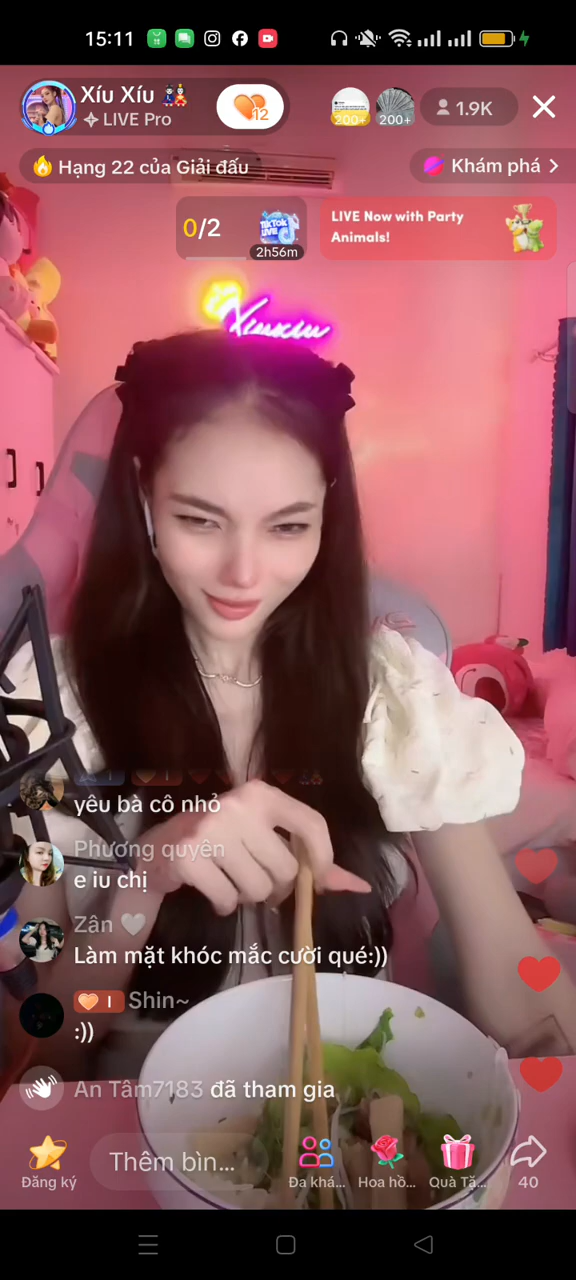 15:11
Xíu Xíu
LIVE Pro
12
200+
200+
1.9K
Hạng 22 của Giải đấu
Khám phá
0/2
TikTok LIVE
2h56m
LIVE Now with Party
Animals!
Xiuxiu
yêu bà cô nhỏ
Phương quyên
e iu chị
Zân
Làm mặt khóc mắc cười qué:))
I
Shin~
:))
An Tâm7183 đã tham gia
Đăng ký
Thêm bìn...
Đa khá...
Hoa hồ...
Quà Tặ...
40